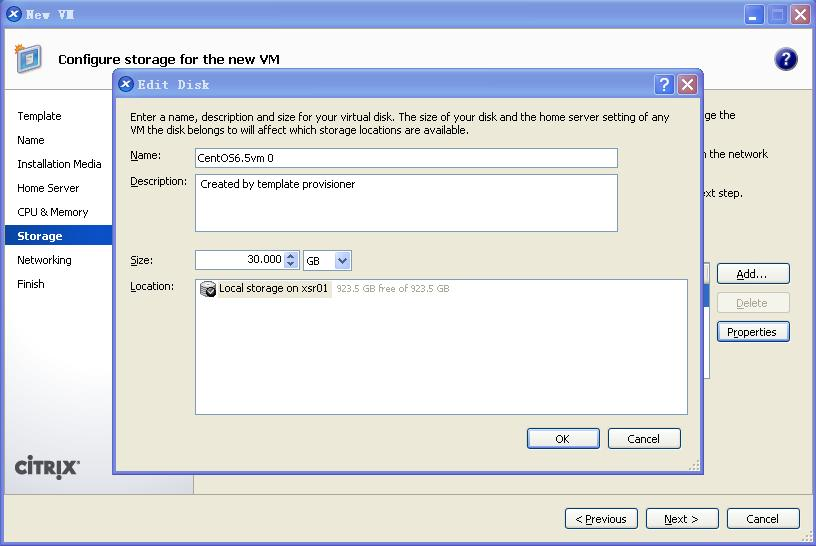 New VM
Configure storage for the new VM
?
Edit Disk
?
Enter a name, description and size for your virtual disk. The size of your disk and the home server setting of any
VM the disk belongs to will affect which storage locations are available.
Name:
CentOS6.5vm 0
Description:
Created by template provisioner
Size:
30.000
GB
Location:
Local storage on xsr01 923.5 GB free of 923.5 GB
OK
Cancel
Template
Name
Installation Media
Home Server
CPU & Memory
Storage
Networking
Finish
ge the
n the network
ext step.
Add...
Delete
Properties
CITRIX
< Previous
Next >
Cancel